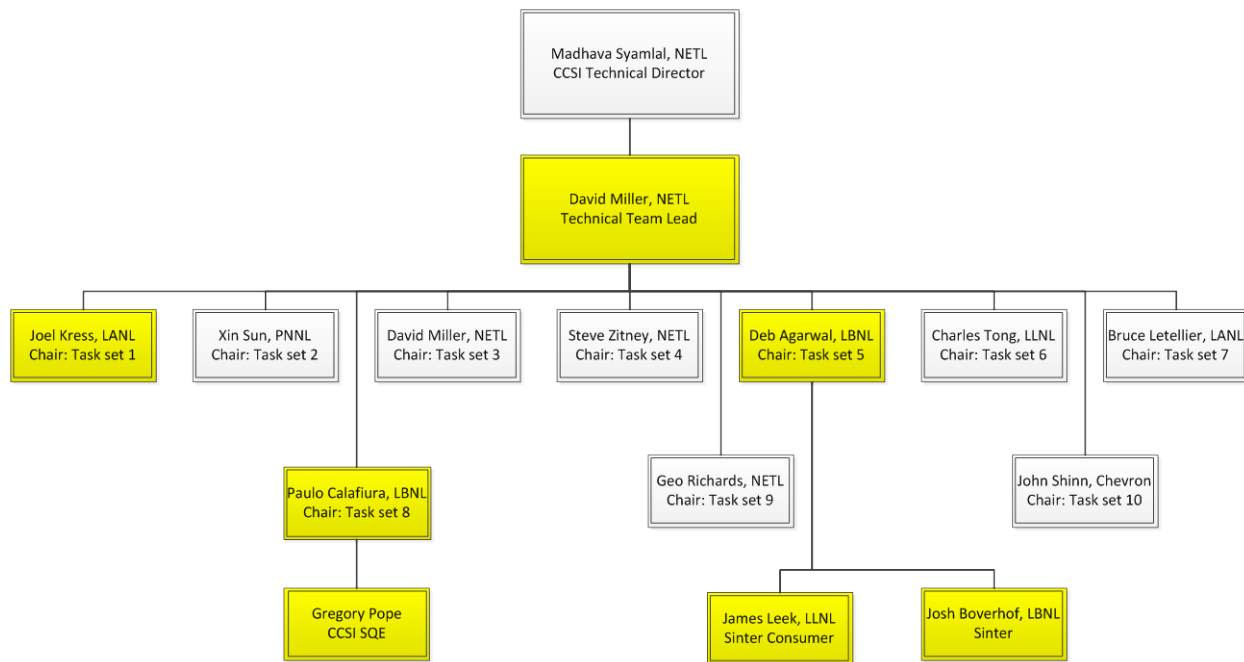 Madhava Syamlal, NETL
CCSI Technical Director
David Miller, NETL
Technical Team Lead
Joel Kress, LANL
Chair: Task set 1
Xin Sun, PNNL
Chair: Task set 2
David Miller, NETL
Chair: Task set 3
Steve Zitney, NETL
Chair: Task set 4
Deb Agarwal, LBNL
Chair: Task set 5
Charles Tong, LLNL
Chair: Task set 6
Bruce Letellier, LANL
Chair: Task set 7
Paulo Calafiura, LBNL
Chair: Task set 8
Geo Richards, NETL
Chair: Task set 9
John Shinn, Chevron
Chair: Task set 10
Gregory Pope
CCSI SQE
James Leek, LLNL
Sinter Consumer
Josh Boverhof, LBNL
Sinter